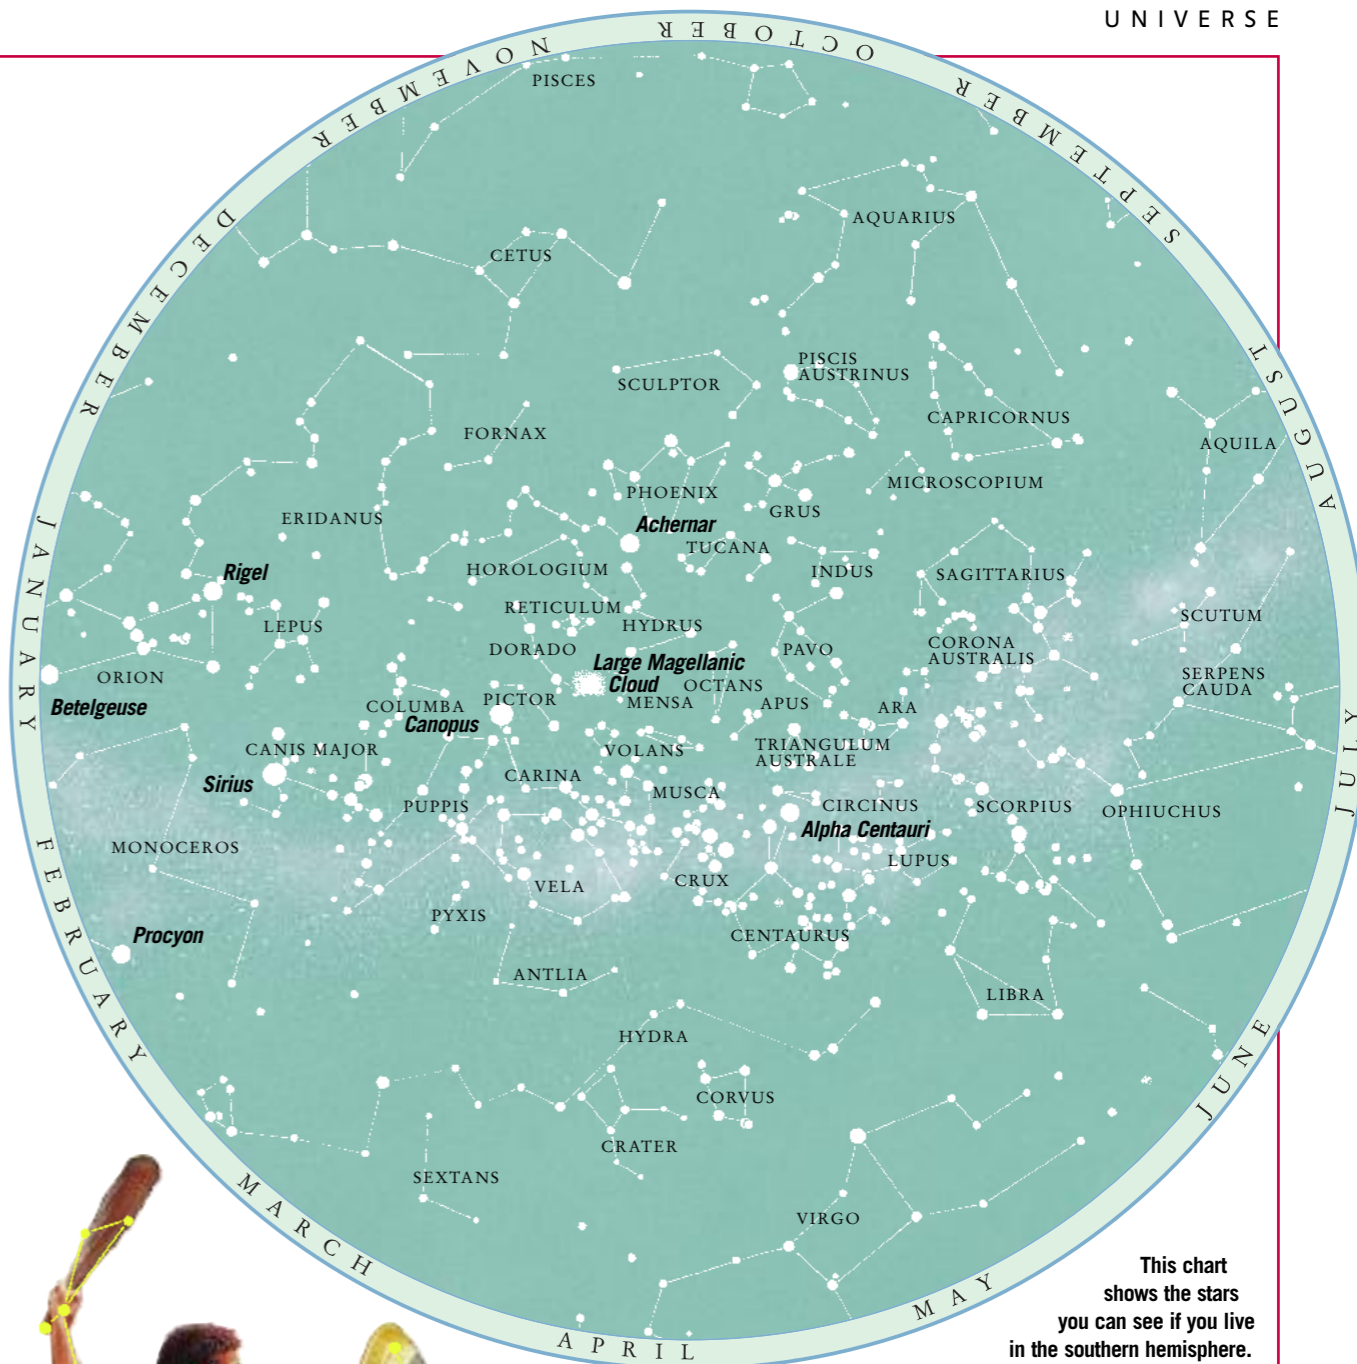 UNIVERSE
OCTOBER
NOVEMBER
SEPTEMBER
DECEMBER
AUGUST
JANUARY
JULY
FEBRUARY
JUNE
MARCH
MAY
APRIL
PISCES
AQUARIUS
CETUS
PISCIS
AUSTRINUS
SCULPTOR
CAPRICORNUS
FORNAX
AQUILA
MICROSCOPIUM
PHOENIX
GRUS
ERIDANUS
Achernar
TUCANA
HOROLOGIUM
INDUS
SAGITTARIUS
Rigel
RETICULUM
SCUTUM
LEPUS
HYDRUS
CORONA
AUSTRALIS
DORADO
PAVO
Large Magellanic
Cloud
SERPENS
CAUDA
ORION
OCTANS
PICTOR
MENSA
APUS
ARA
COLUMBA
Betelgeuse
Canopus
CANIS MAJOR
VOLANS
TRIANGULUM
AUSTRALE
Sirius
CARINA
MUSCA
PUPPIS
CIRCINUS
SCORPIUS
OPHIUCHUS
Alpha Centauri
MONOCEROS
LUPUS
VELA
CRUX
PYXIS
Procyon
CENTAURUS
ANTLIA
LIBRA
HYDRA
CORVUS
CRATER
SEXTANS
VIRGO
This chart
shows the stars
you can see if you live
in the southern hemisphere.